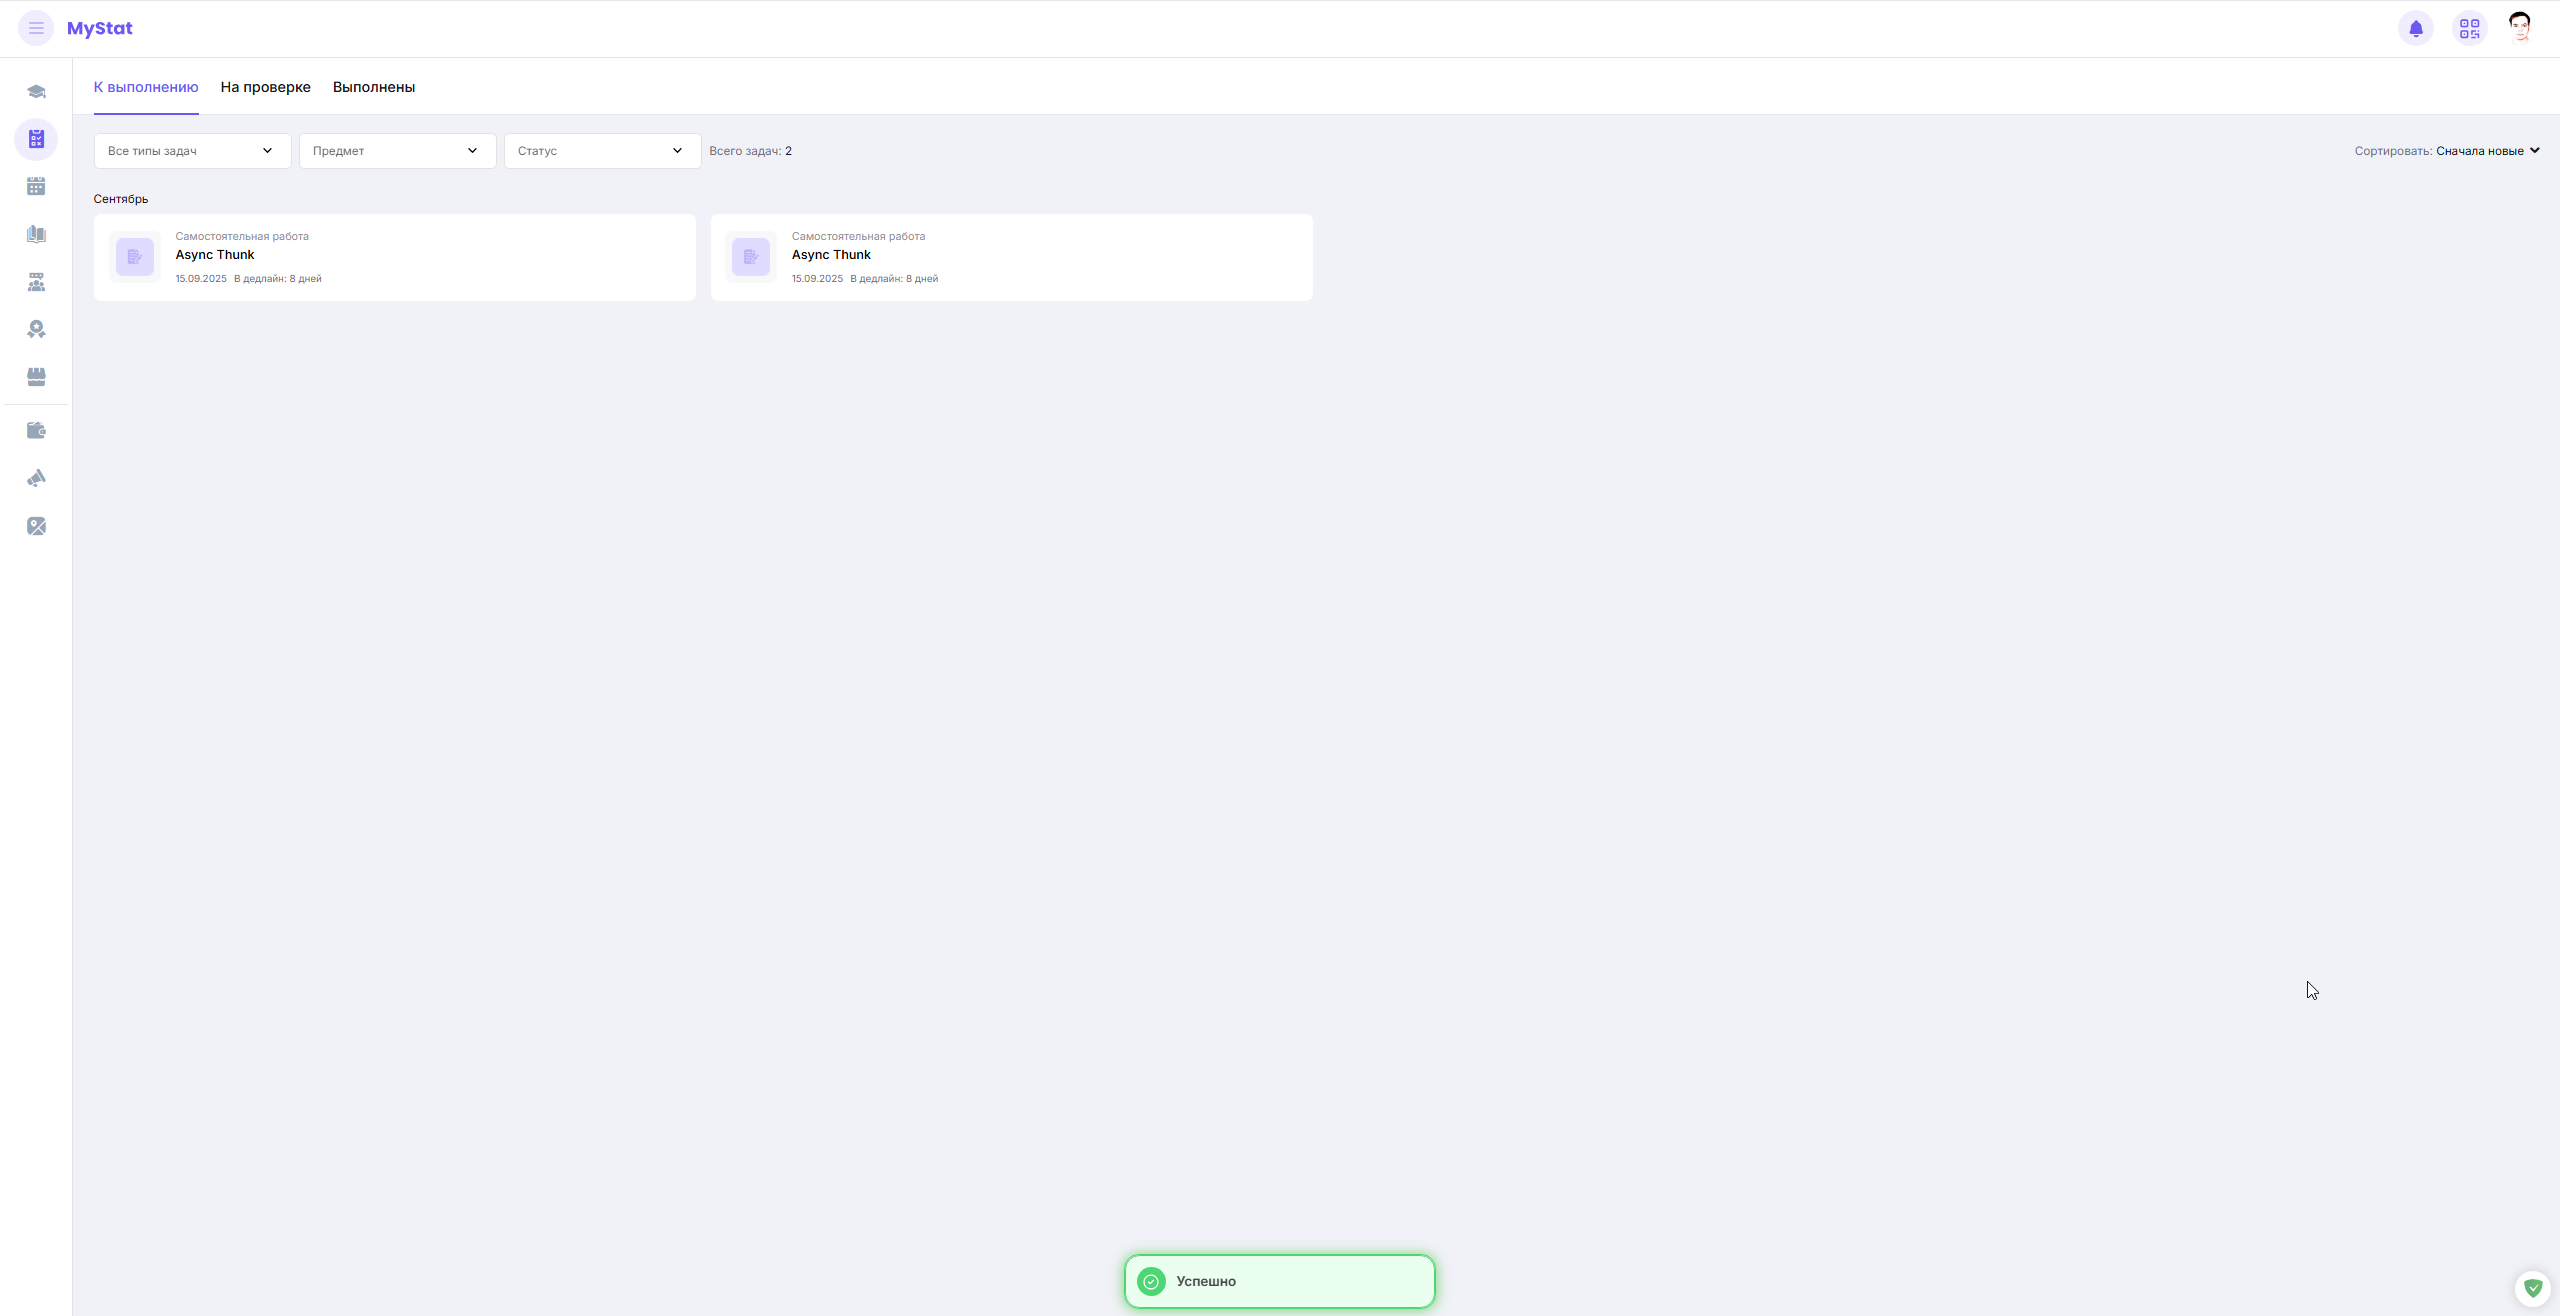 MyStat
К выполнению На проверке Выполнены
Все типы задач Предмет Статус Всего задач: 2 Сортировать: Сначала новые
Сентябрь
Самостоятельная работа
Async Thunk
15.09.2025 В дедлайн: 8 дней
Самостоятельная работа
Async Thunk
15.09.2025 В дедлайн: 8 дней
Успешно